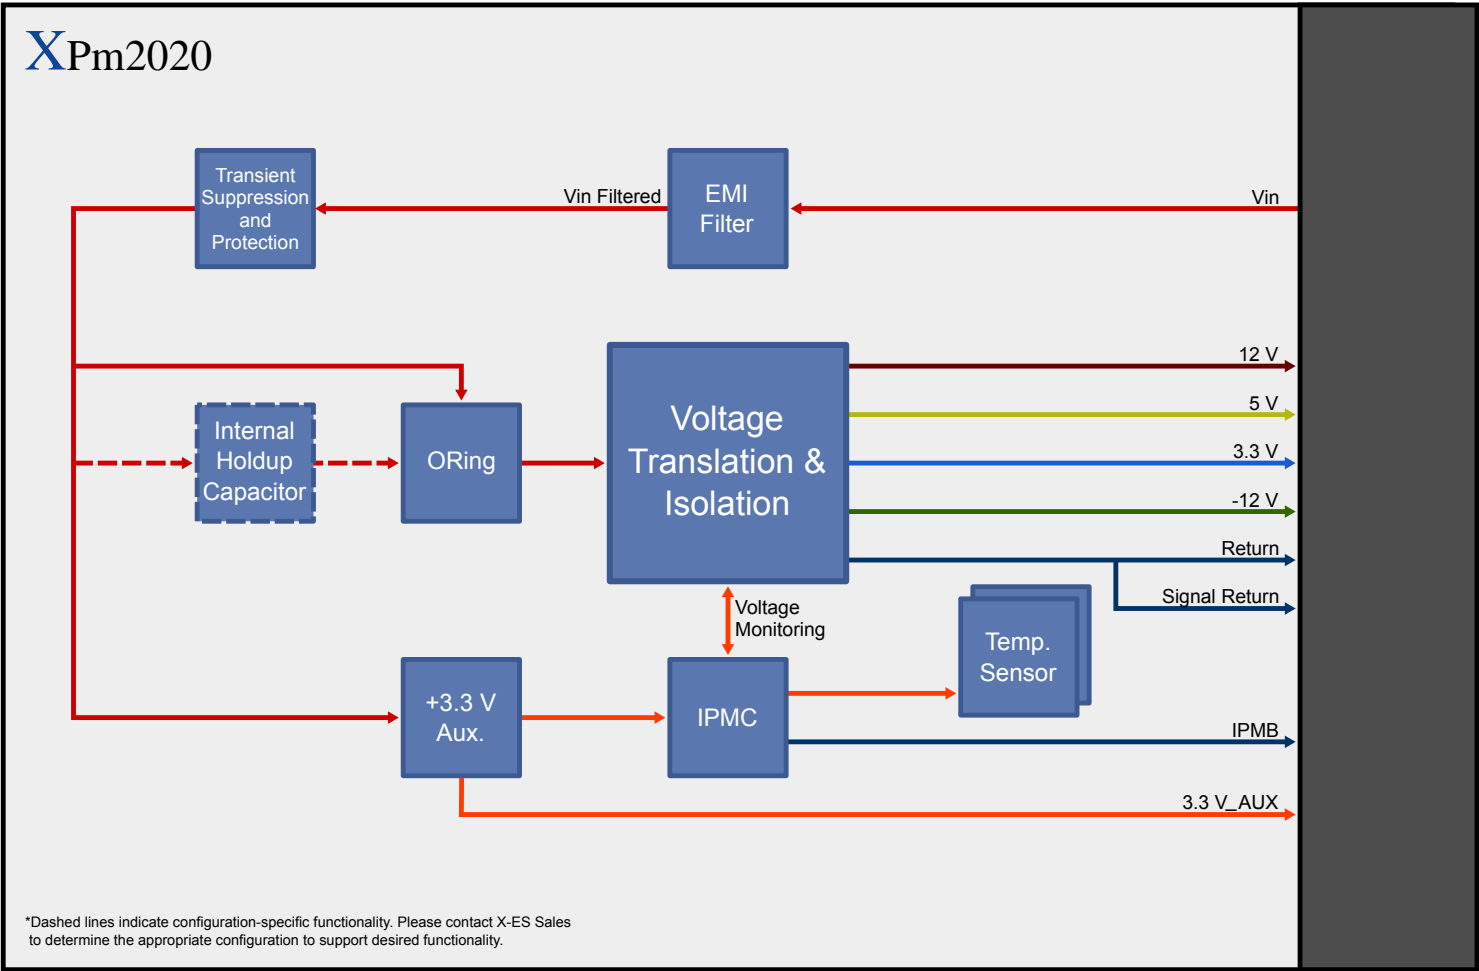 XPm2020
Transient
Suppression
and
Protection
Vin Filtered
EMI
Filter
Vin
Internal
Holdup
Capacitor
ORing
Voltage
Translation &
Isolation
12 V
5 V
3.3 V
-12 V
Return
Signal Return
Voltage
Monitoring
Temp.
Sensor
+3.3 V
Aux.
IPMC
IPMB
3.3 V_AUX
*Dashed lines indicate configuration-specific functionality. Please contact X-ES Sales
to determine the appropriate configuration to support desired functionality.